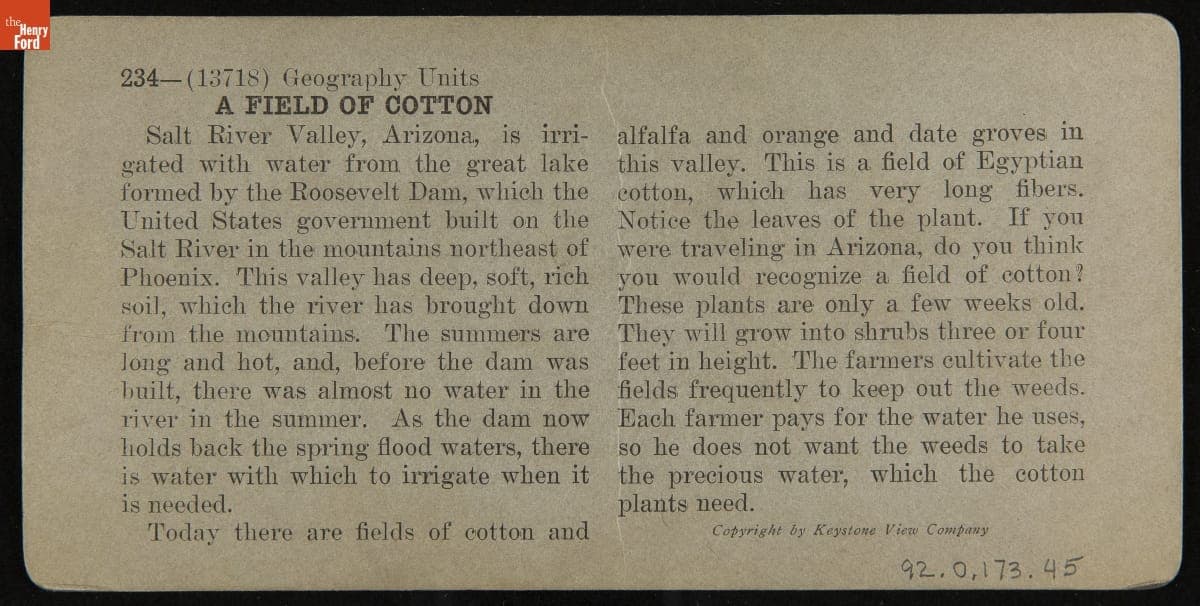 the
Henry
Ford
234—(13718) Geography Units
A FIELD OF COTTON
Salt River Valley, Arizona, is irri-
gated with water from the great lake
formed by the Roosevelt Dam, which the
United States government built on the
Salt River in the mountains northeast of
Phoenix. This valley has deep, soft, rich
soil, which the river has brought down
from the mountains. The summers are
long and hot, and, before the dam was
built, there was almost no water in the
river in the summer. As the dam now
holds back the spring flood waters, there
is water with which to irrigate when it
is needed.
Today there are fields of cotton and
alfalfa and orange and date groves in
this valley. This is a field of Egyptian
cotton, which has very long fibers.
Notice the leaves of the plant. If you
were traveling in Arizona, do you think
you would recognize a field of cotton?
These plants are only a few weeks old.
They will grow into shrubs three or four
feet in height. The farmers cultivate the
fields frequently to keep out the weeds.
Each farmer pays for the water he uses,
so he does not want the weeds to take
the precious water, which the cotton
plants need.
Copyright by Keystone View Company
92.0.173.45